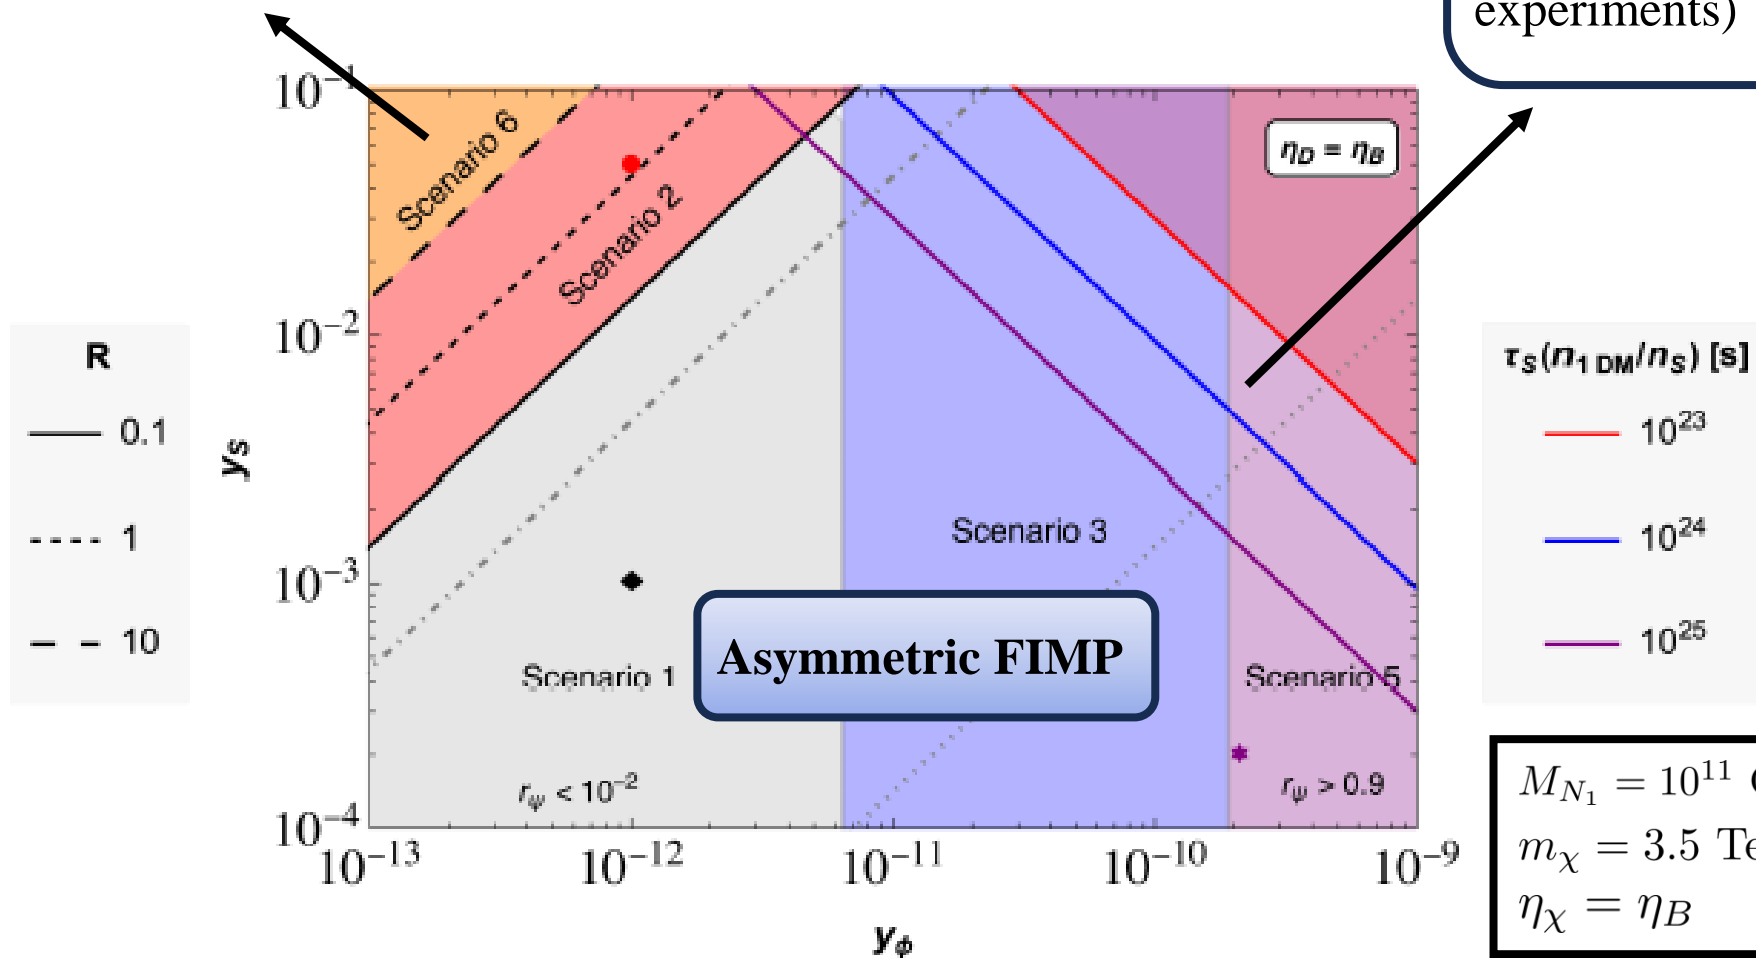 experiments)
10⁻¹
Scenario 6
η_D = η_B
Scenario 2
10⁻²
R
0.1
1
10
y_S
τ_S(n_1 DM/n_S) [s]
10²³
10²⁴
10²⁵
Scenario 3
10⁻³
Asymmetric FIMP
Scenario 1
Scenario 5
r_ψ < 10⁻²
r_ψ > 0.9
10⁻⁴
10⁻¹³
10⁻¹²
10⁻¹¹
10⁻¹⁰
10⁻⁹
y_ϕ
M_{N_1} = 10¹¹
m_χ = 3.5
η_χ = η_B